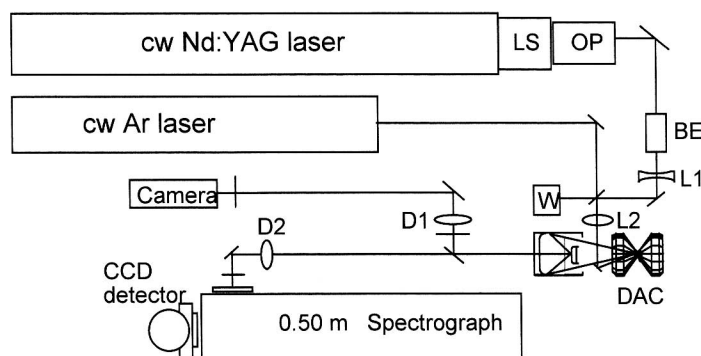 cw Nd:YAG laser
LS
OP
cw Ar laser
BE
L1
Camera
W
D1
L2
D2
CCD
detector
DAC
0.50 m Spectrograph